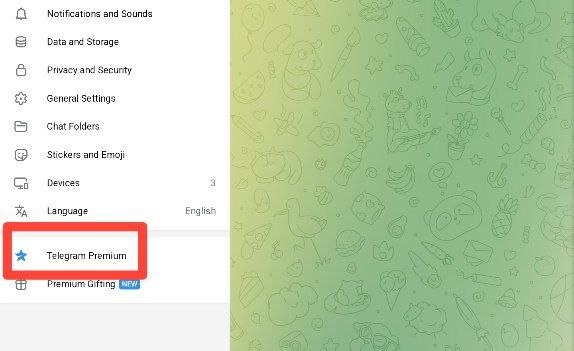 Notifications and Sounds
Data and Storage
Privacy and Security
General Settings
Chat Folders
Stickers and Emoji
Devices 3
Language English
Telegram Premium
Premium Gifting NEW